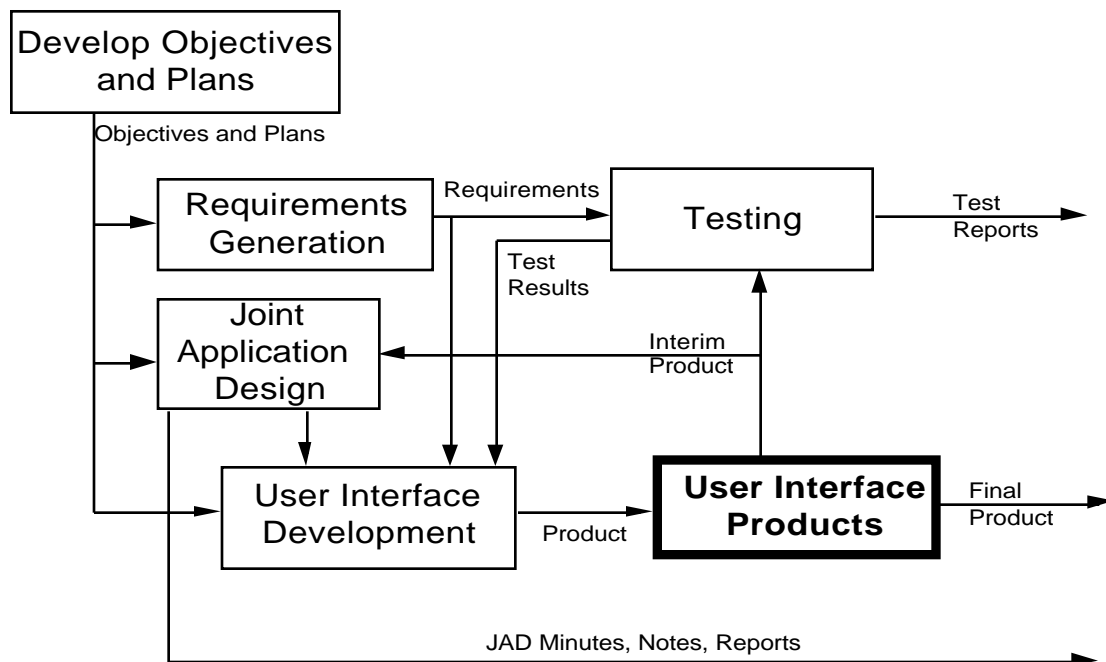 Develop Objectives
and Plans
Objectives and Plans
Requirements
Generation
Requirements
Testing
Test
Reports
Test
Results
Joint
Application
Design
Interim
Product
User Interface
Development
Product
User Interface
Products
Final
Product
JAD Minutes, Notes, Reports